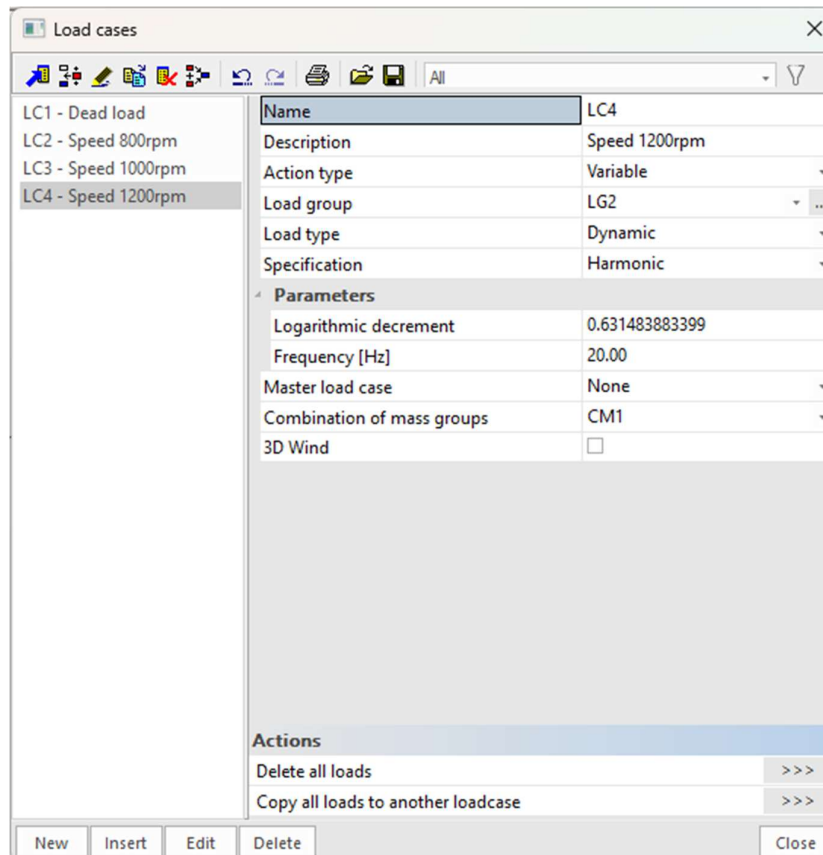 Load cases
All
LC1 - Dead load
LC2 - Speed 800rpm
LC3 - Speed 1000rpm
LC4 - Speed 1200rpm
Name LC4
Description Speed 1200rpm
Action type Variable
Load group LG2 ..
Load type Dynamic
Specification Harmonic
Parameters
Logarithmic decrement 0.631483883399
Frequency [Hz] 20.00
Master load case None
Combination of mass groups CM1
3D Wind
Actions
Delete all loads >>>
Copy all loads to another loadcase >>>
New Insert Edit Delete Close